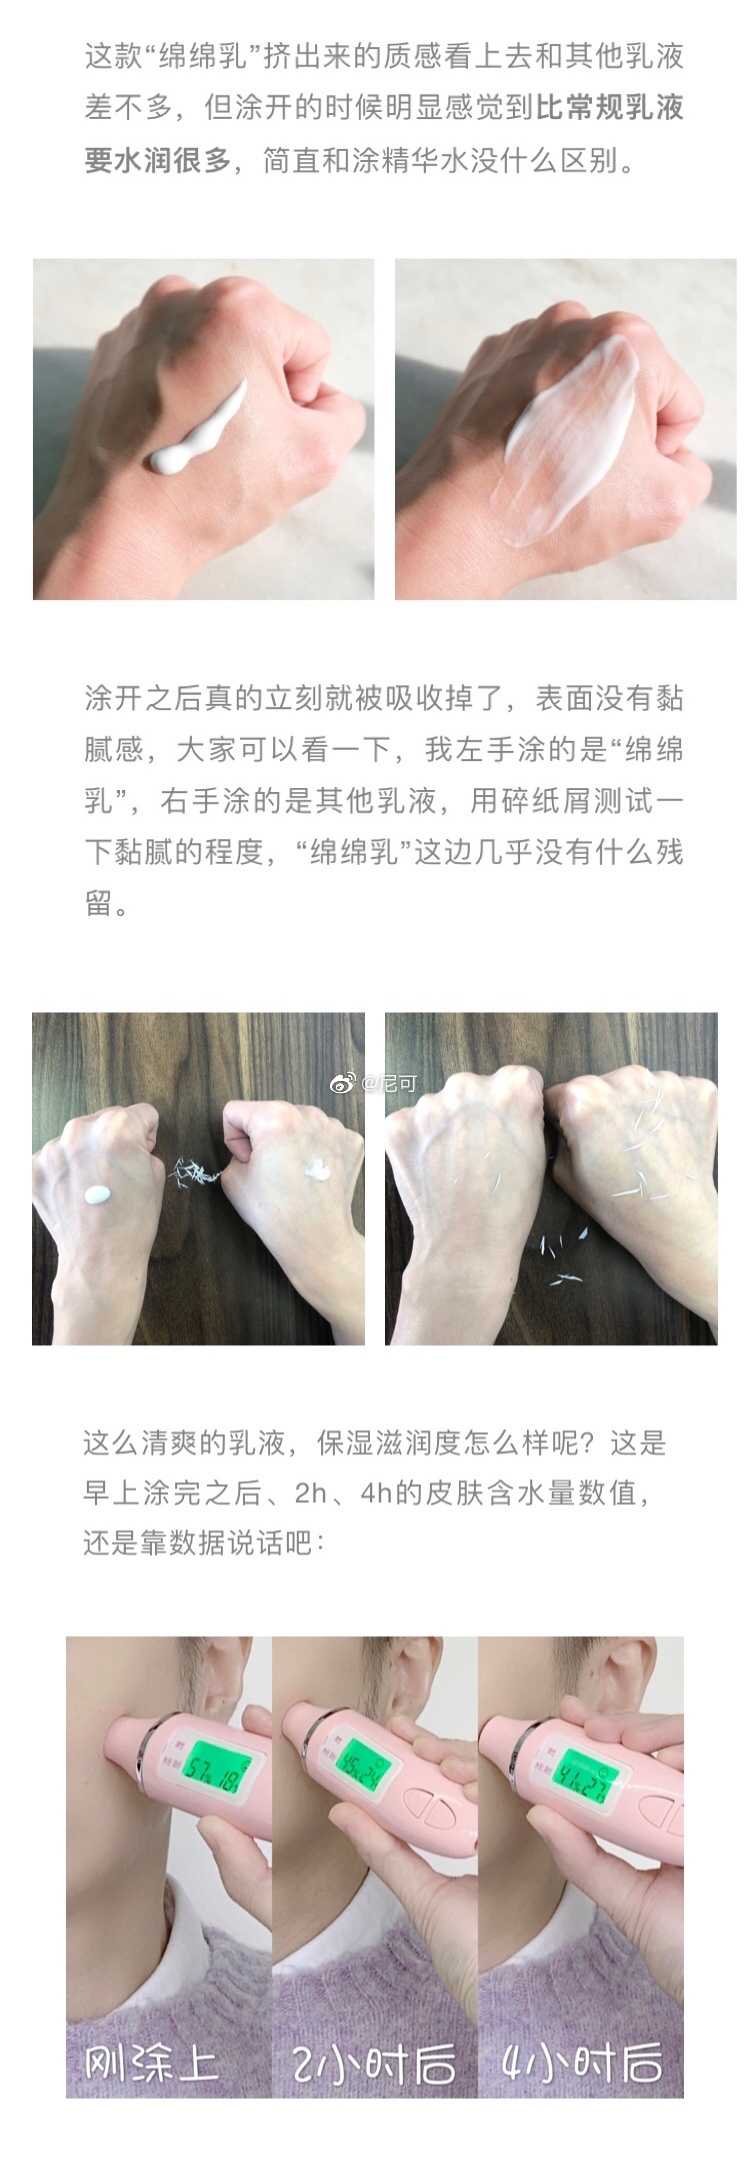 这款“绵绵乳”挤出来的质感看上去和其他乳液
差不多，但涂开的时候明显感觉到比常规乳液
要水润很多，简直和涂精华水没什么区别。
涂开之后真的立刻就被吸收掉了，表面没有黏
腻感，大家可以看一下，我左手涂的是“绵绵
乳”，右手涂的是其他乳液，用碎纸屑测试一
下黏腻的程度，“绵绵乳”这边几乎没有什么残
留。
@尼可
这么清爽的乳液，保湿滋润度怎么样呢？这是
早上涂完之后、2h、4h的皮肤含水量数值，
还是靠数据说话吧：
57% 18%
45% 24%
41% 27%
刚涂上
2小时后
4小时后